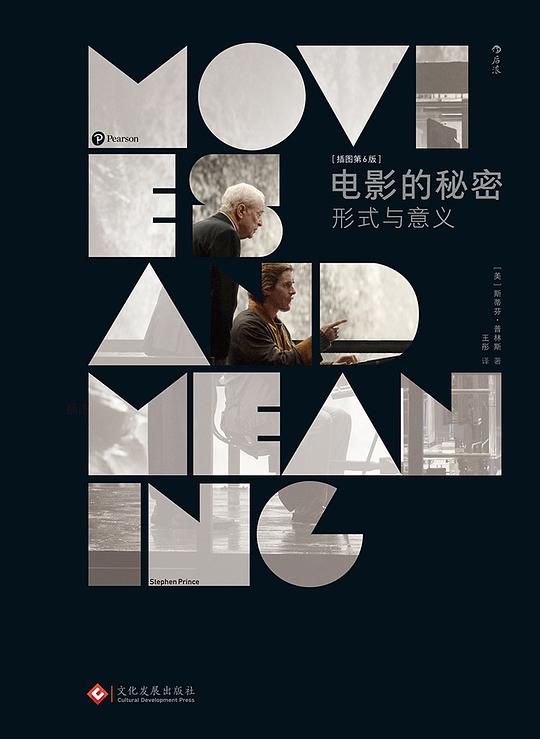 MOVI
ES
AND
MEAN
ING
后浪
Pearson
[插图第6版]
电影的秘密
形式与意义
[美]斯蒂芬·普林斯 著
王彤 译
Stephen Prince
文化发展出版社
Cultural Development Press